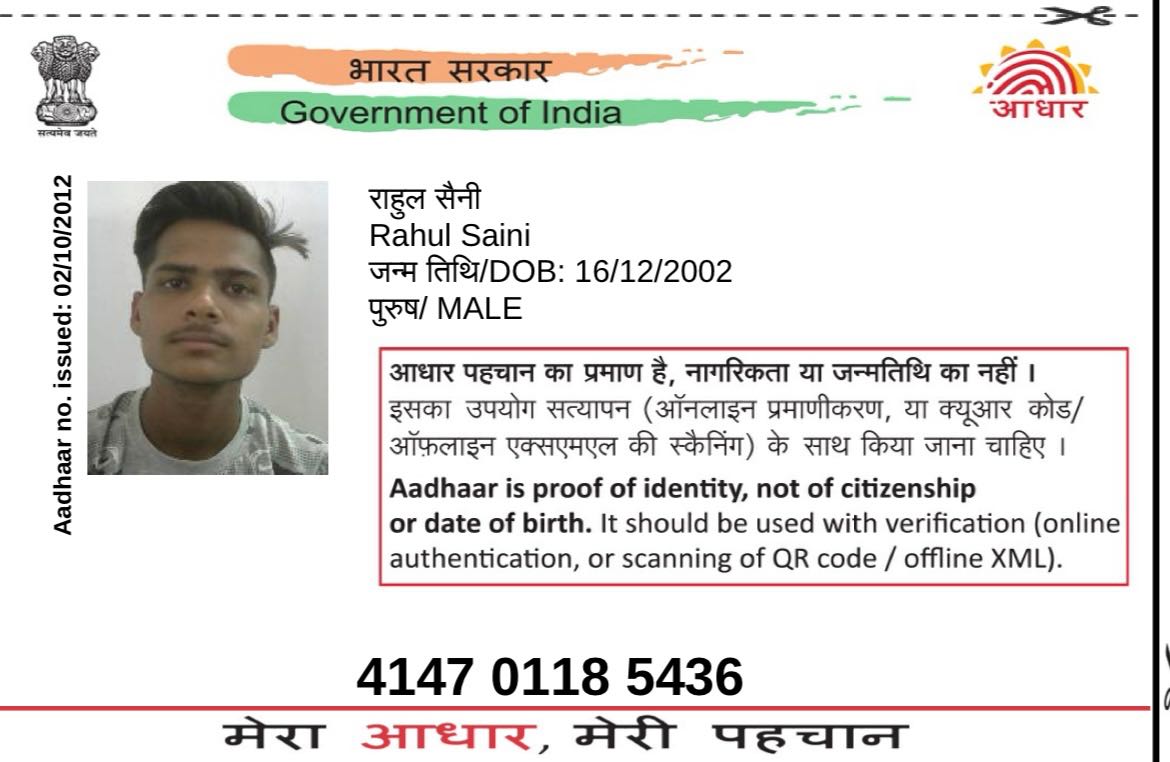 भारत सरकार
Government of India
सत्यमेव जयते
आधार
Aadhaar no. issued: 02/10/2012
राहुल सैनी
Rahul Saini
जन्म तिथि/DOB: 16/12/2002
पुरुष/ MALE
आधार पहचान का प्रमाण है, नागरिकता या जन्मतिथि का नहीं ।
इसका उपयोग सत्यापन (ऑनलाइन प्रमाणीकरण, या क्यूआर कोड/
ऑफ़लाइन एक्सएमएल की स्कैनिंग) के साथ किया जाना चाहिए ।
Aadhaar is proof of identity, not of citizenship
or date of birth. It should be used with verification (online
authentication, or scanning of QR code / offline XML).
4147 0118 5436
मेरा आधार, मेरी पहचान